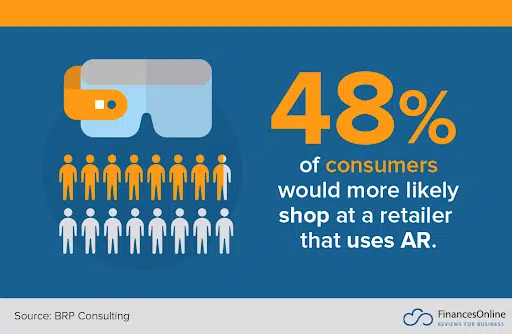 48%
of consumers
would more likely
shop at a retailer
that uses AR.
Source: BRP Consulting
FinancesOnline
REVIEWS FOR BUSINESS